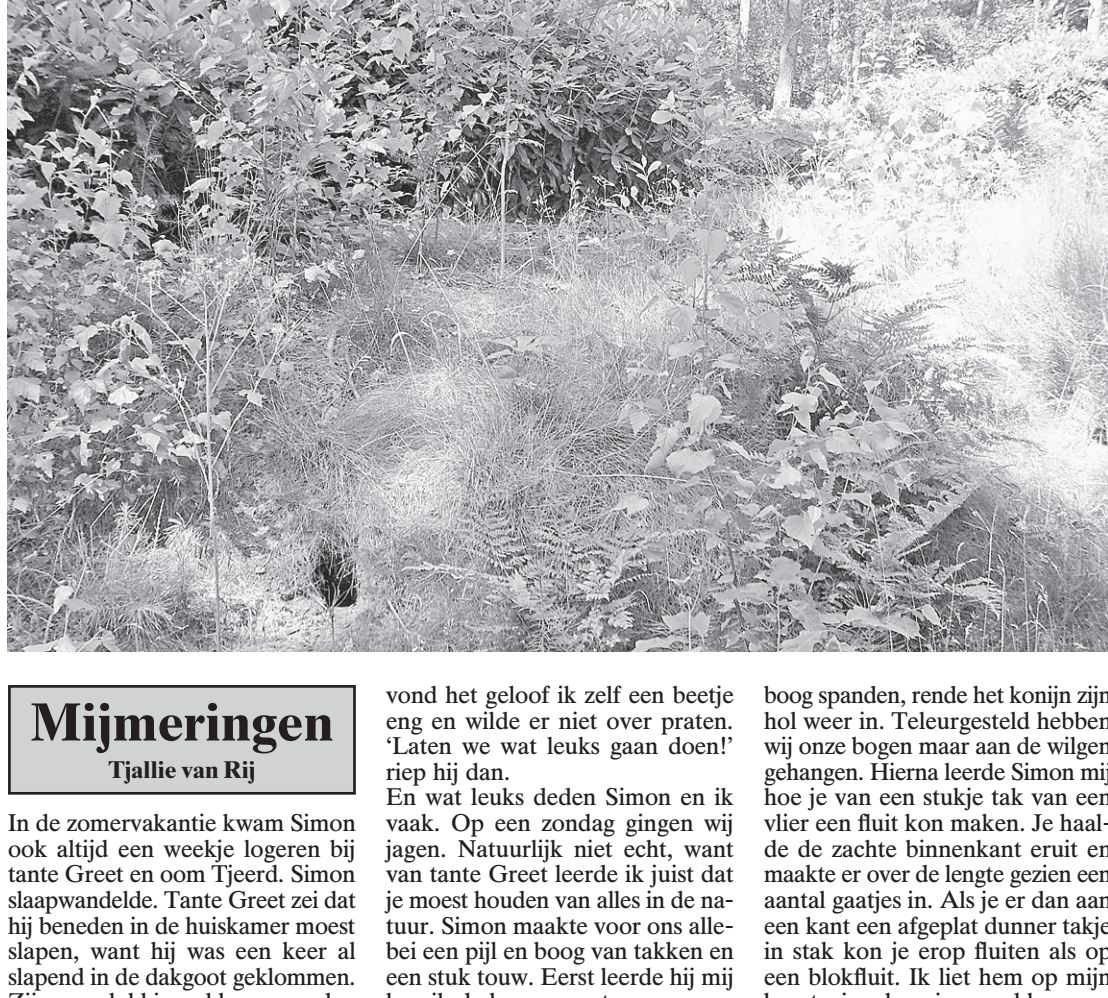 Mijmeringen
Tjallie van Rij
In de zomervakantie kwam Simon
ook altijd een weekje logeren bij
tante Greet en oom Tjeerd. Simon
slaapwandelde. Tante Greet zei dat
hij beneden in de huiskamer moest
slapen, want hij was een keer al
slapend in de dakgoot geklommen.
vond het geloof ik zelf een beetje
eng en wilde er niet over praten.
‘Laten we wat leuks gaan doen!’
riep hij dan.
En wat leuks deden Simon en ik
vaak. Op een zondag gingen wij
jagen. Natuurlijk niet echt, want
van tante Greet leerde ik juist dat
je moest houden van alles in de na-
tuur. Simon maakte voor ons alle-
bei een pijl en boog van takken en
een stuk touw. Eerst leerde hij mij
boog spanden, rende het konijn zijn
hol weer in. Teleurgesteld hebben
wij onze bogen maar aan de wilgen
gehangen. Hierna leerde Simon mij
hoe je van een stukje tak van een
vlier een fluit kon maken. Je haal-
de de zachte binnenkant eruit en
maakte er over de lengte gezien een
aantal gaatjes in. Als je er dan aan
een kant een afgeplat dunner takje
in stak kon je erop fluiten als op
een blokfluit. Ik liet hem op mijn